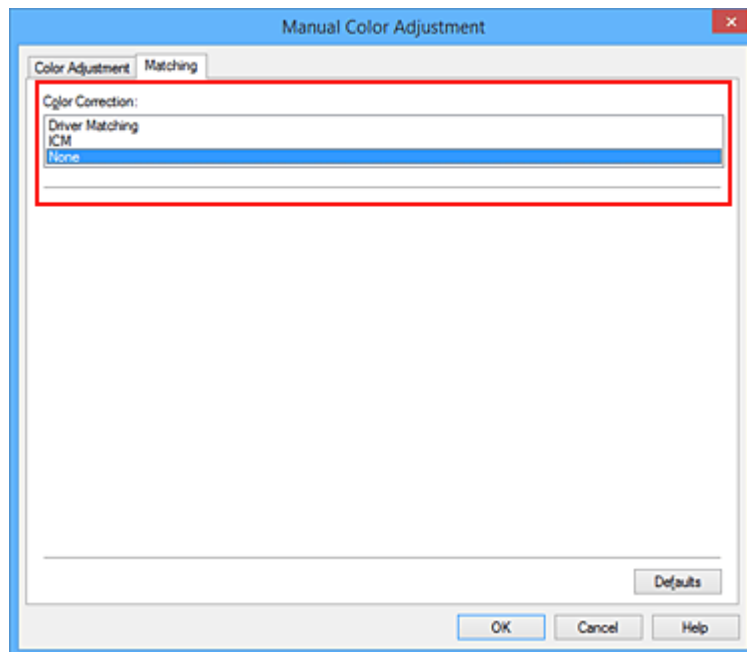 Manual Color Adjustment
Color Adjustment Matching
Color Correction:
Driver Matching
ICM
None
Defaults
OK Cancel Help